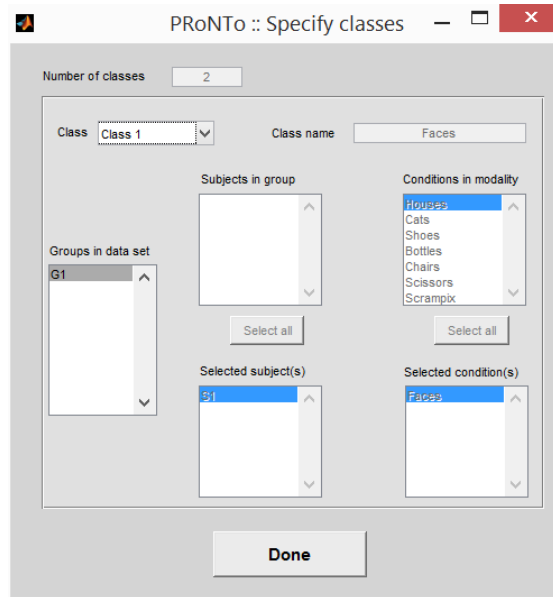 PRoNTo :: Specify classes
Number of classes 2
Class Class 1 Class name Faces
Subjects in group Conditions in modality
Houses
Cats
Shoes
Bottles
Chairs
Scissors
Scrampix
Groups in data set
G1
Select all Select all
Selected subject(s) Selected condition(s)
S1 Faces
Done